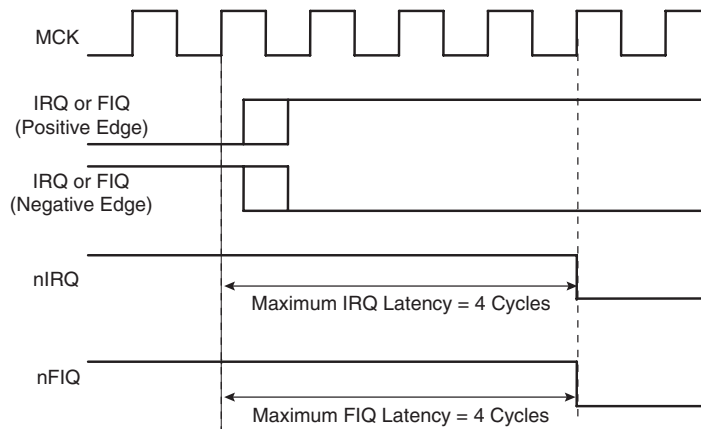 MCK
IRQ or FIQ
(Positive Edge)
IRQ or FIQ
(Negative Edge)
nIRQ
Maximum IRQ Latency = 4 Cycles
nFIQ
Maximum FIQ Latency = 4 Cycles